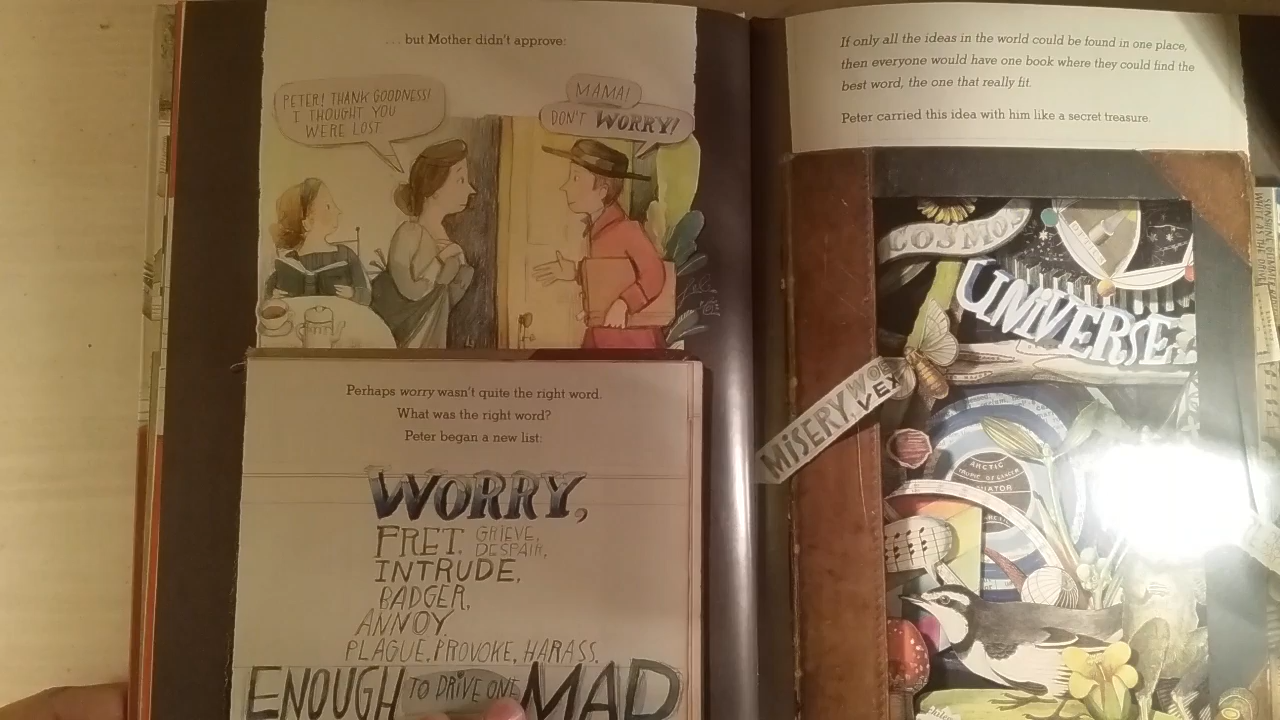 ... but Mother didn't approve:
PETER! THANK GOODNESS!
I THOUGHT YOU
WERE LOST
MAMA!
DON'T WORRY!
Perhaps worry wasn't quite the right word.
What was the right word?
Peter began a new list:
WORRY,
FRET. GRIEVE,
DESPAIR,
INTRUDE,
BADGER,
ANNOY.
PLAGUE. PROVOKE, HARASS.
ENOUGH TO DRIVE ONE MAD
If only all the ideas in the world could be found in one place,
then everyone would have one book where they could find the
best word, the one that really fit.
Peter carried this idea with him like a secret treasure.
COSMOS
UNIVERSE
MISERY, WOE
VEX
ARCTIC
TROPIC OF CANCER